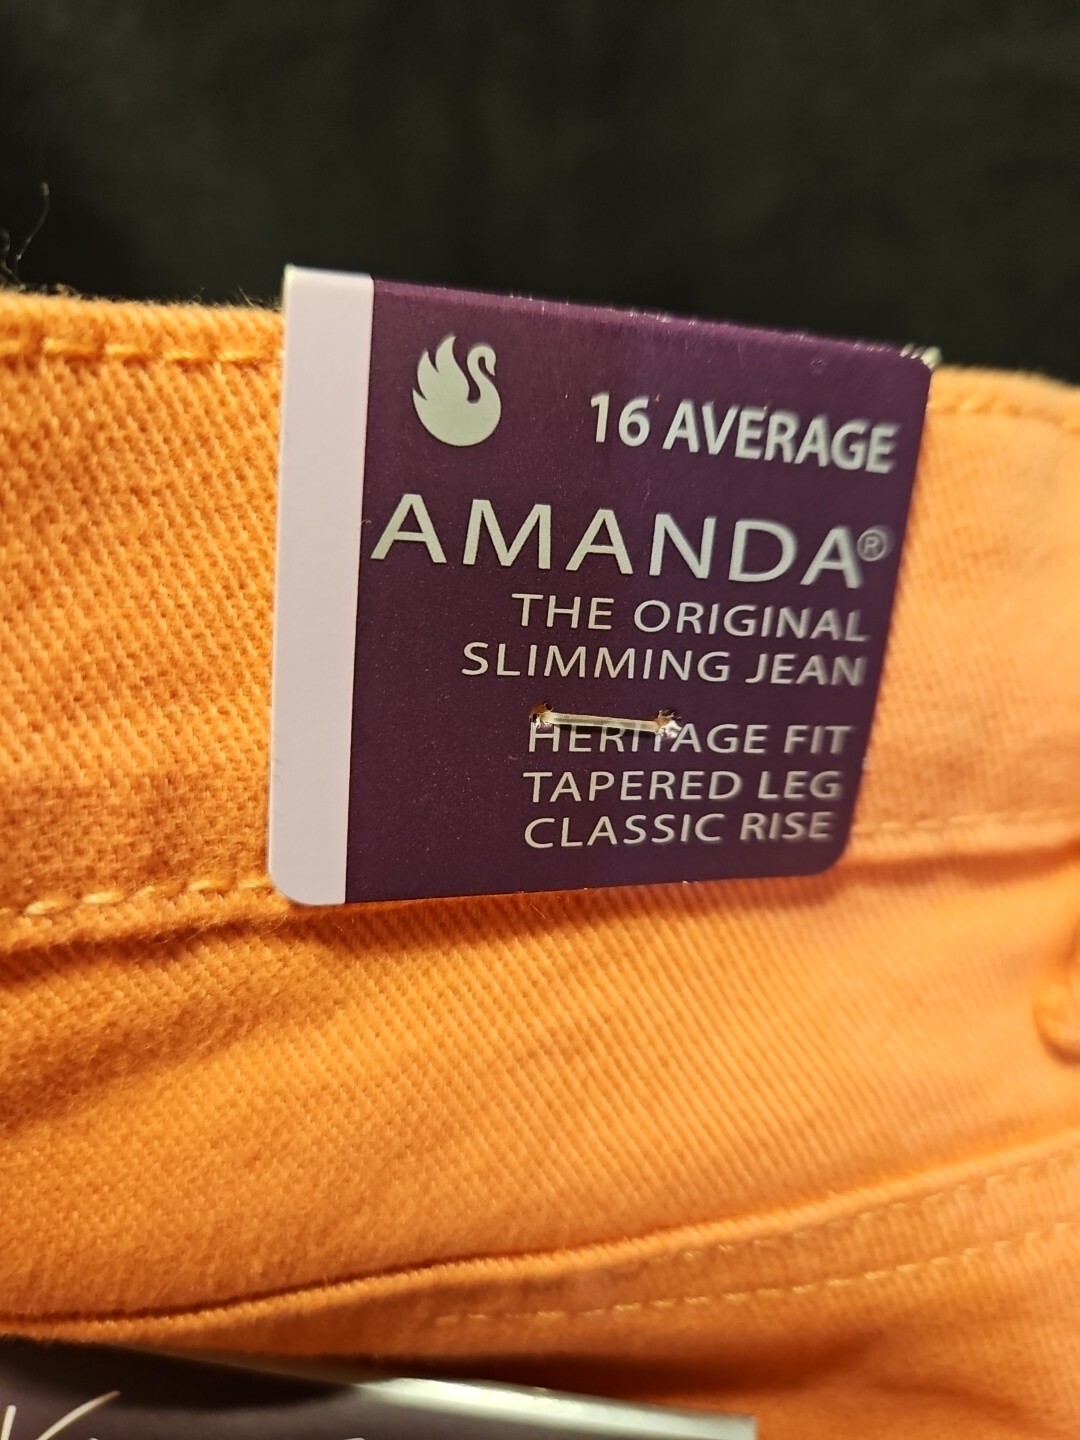 16 AVERAGE
AMANDA®
THE ORIGINAL
SLIMMING JEAN
HERITAGE FIT
TAPERED LEG
CLASSIC RISE